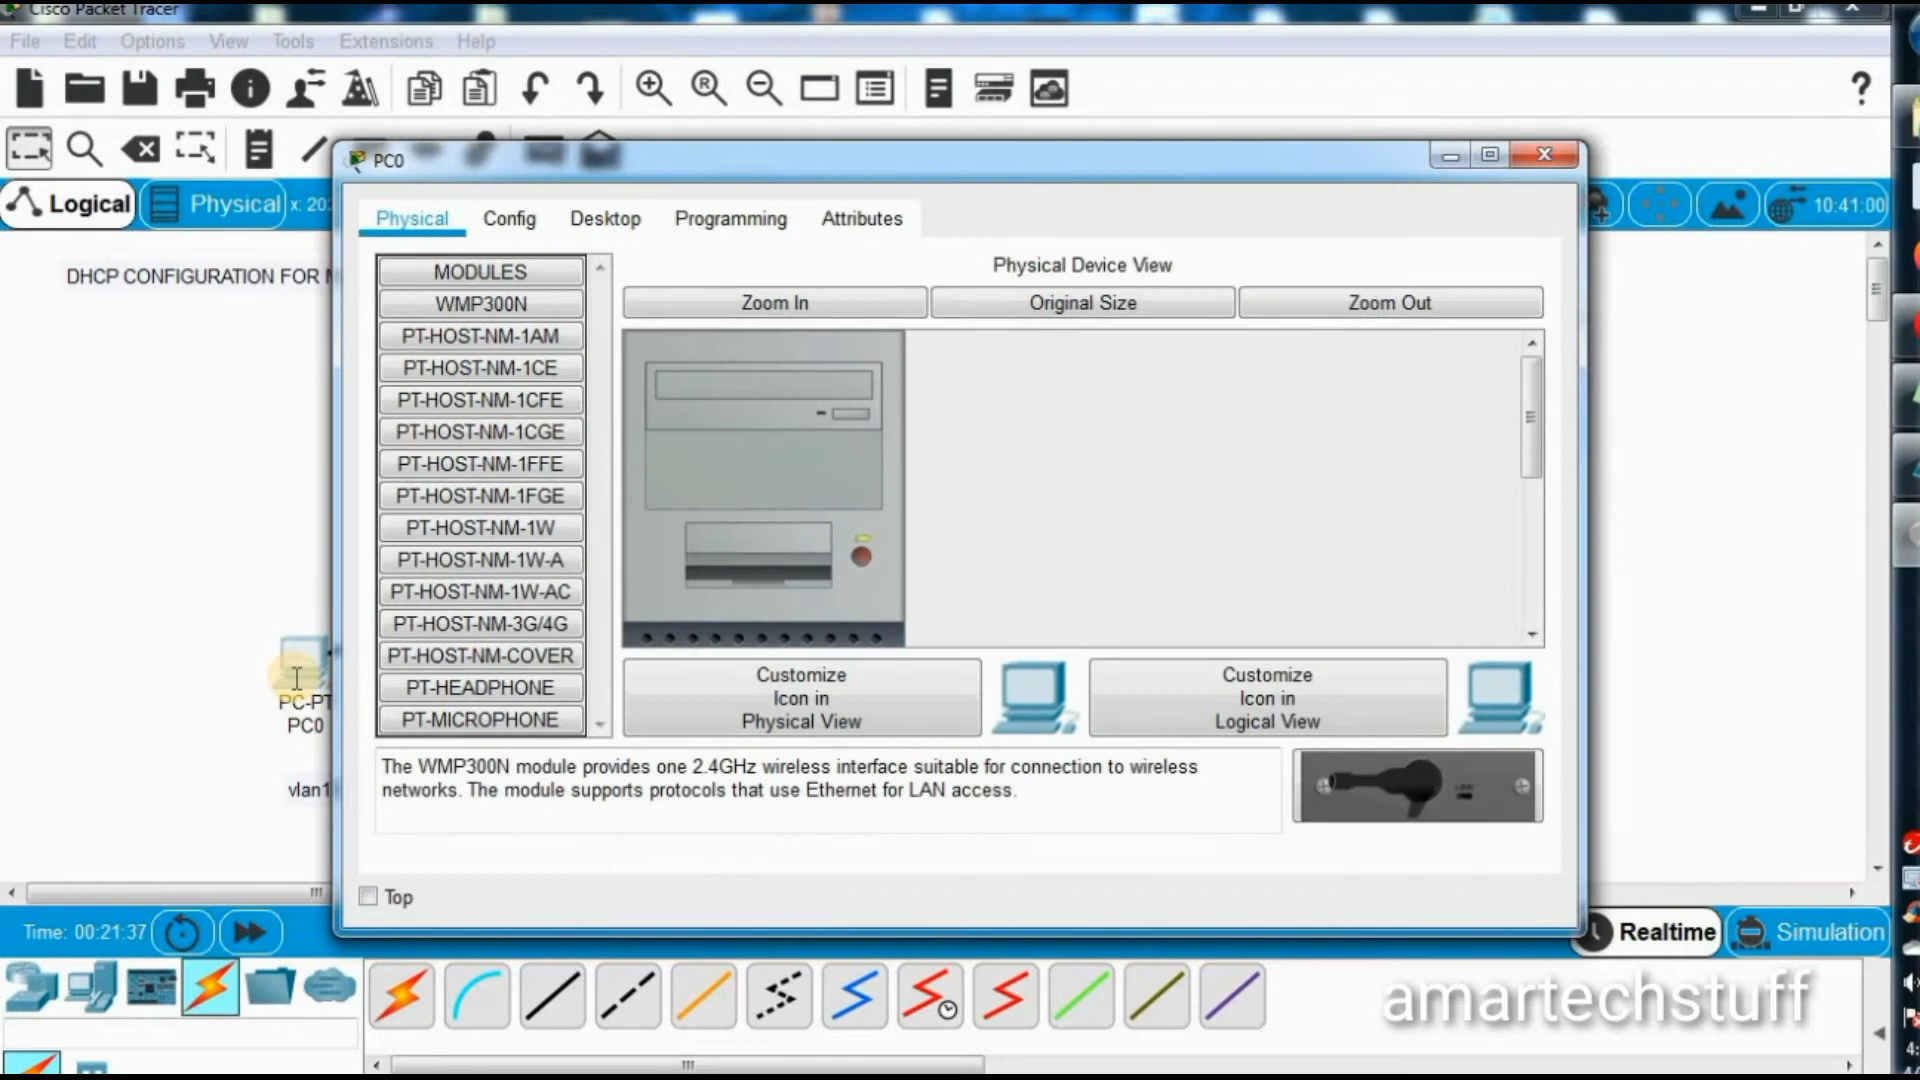 Cisco Packet Tracer
File Edit Options View Tools Extensions Help
?
PC0
Logical Physical x: 202 10:41:00
Physical Config Desktop Programming Attributes
DHCP CONFIGURATION FOR
MODULES
WMP300N
PT-HOST-NM-1AM
PT-HOST-NM-1CE
PT-HOST-NM-1CFE
PT-HOST-NM-1CGE
PT-HOST-NM-1FFE
PT-HOST-NM-1FGE
PT-HOST-NM-1W
PT-HOST-NM-1W-A
PT-HOST-NM-1W-AC
PT-HOST-NM-3G/4G
PT-HOST-NM-COVER
PT-HEADPHONE
PT-MICROPHONE
Physical Device View
Zoom In Original Size Zoom Out
Customize
Icon in
Physical View
Customize
Icon in
Logical View
PC-PT
PC0
vlan1
The WMP300N module provides one 2.4GHz wireless interface suitable for connection to wireless
networks. The module supports protocols that use Ethernet for LAN access.
Top
Time: 00:21:37
Realtime Simulation
amartechstuff